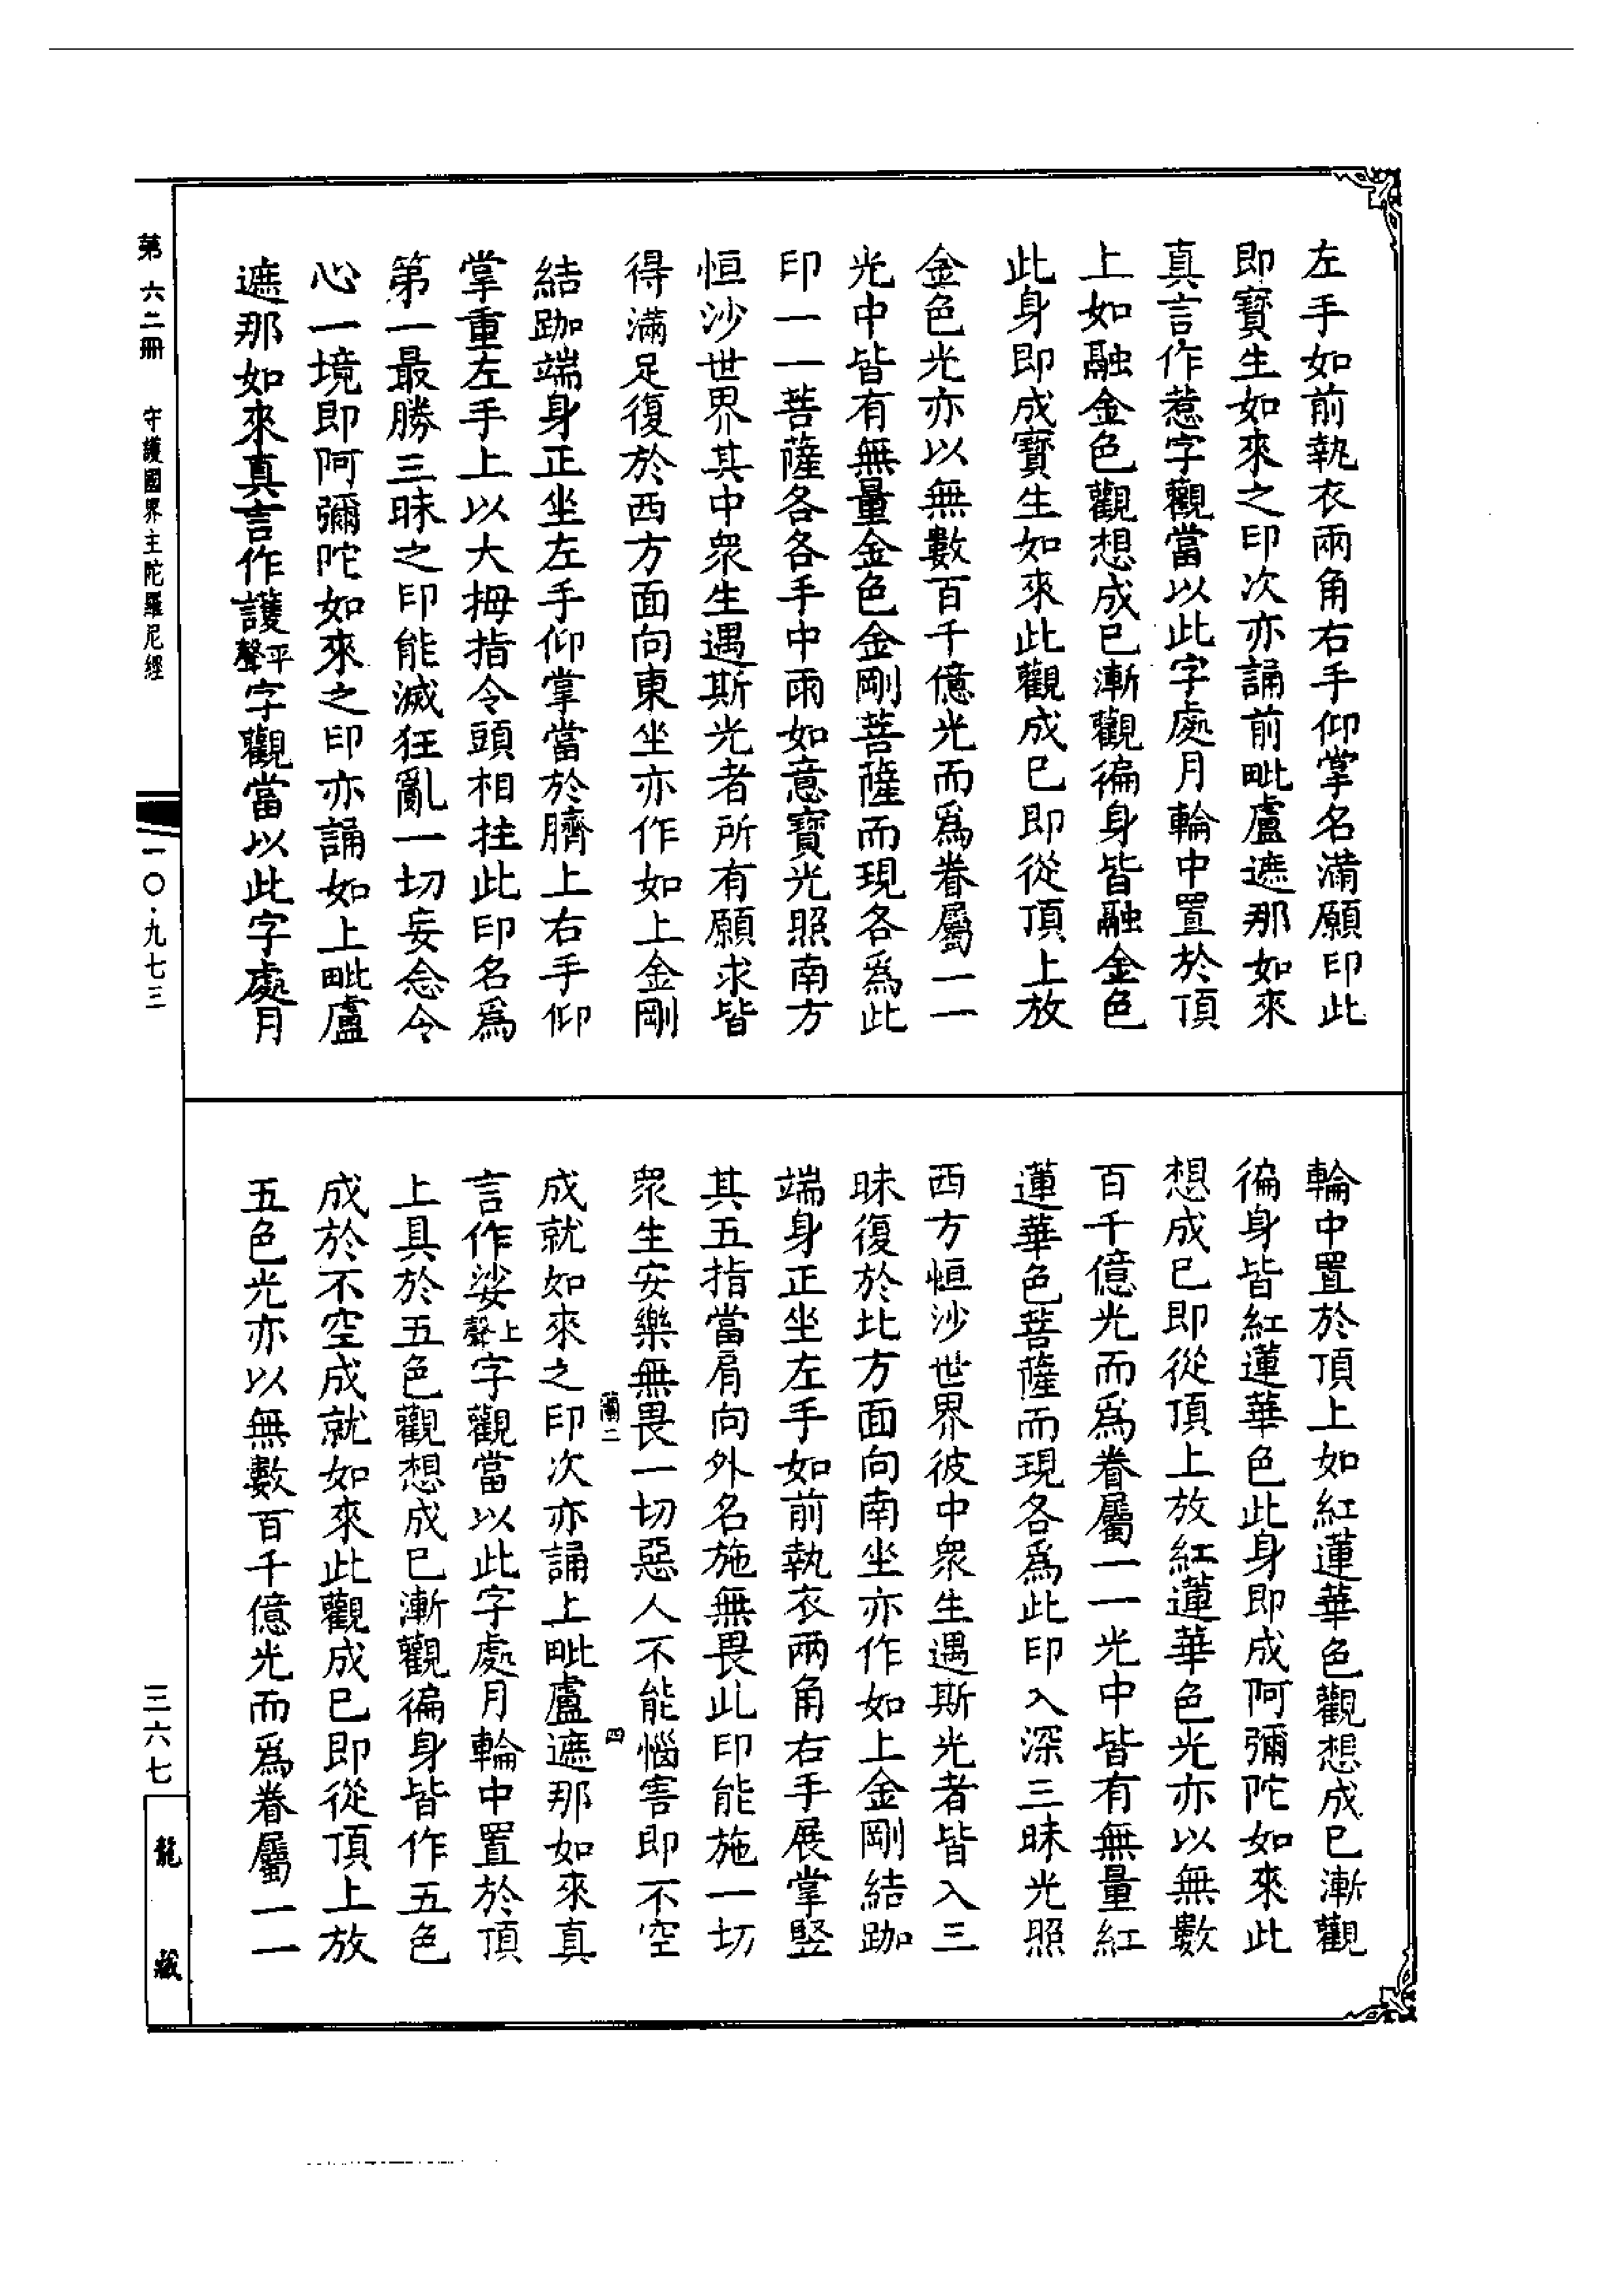 左手如前執衣兩角右手仰掌名滿願印此
即寶生如來之印次亦誦前毗盧遮那如來
真言作惹字觀當以此字處月輪中置於頂
上如融金色觀想成已漸觀徧身皆融金色
此身即成寶生如來此觀成已即從頂上放
金色光亦以無數百千億光而爲眷屬一一
光中皆有無量金色金剛菩薩而現各爲此
印一一菩薩各各手中雨如意寶光照南方
恒沙世界其中衆生遇斯光者所有願求皆
得滿足復於西方面向東坐亦作如上金剛
結跏端身正坐左手仰掌當於臍上右手仰
掌重左手上以大拇指令頭相拄此印名爲
第一最勝三昧之印能滅狂亂一切妄念令
心一境即阿彌陀如來之印亦誦如上毗盧
遮那如來真言作護平聲字觀當以此字處月
輪中置於頂上如紅蓮華色觀想成已漸觀
徧身皆紅蓮華色此身即成阿彌陀如來此
想成已即從頂上放紅蓮華色光亦以無數
百千億光而爲眷屬一一光中皆有無量紅
蓮華色菩薩而現各爲此印入深三昧光照
西方恒沙世界彼中衆生遇斯光者皆入三
昧復於北方面向南坐亦作如上金剛結跏
端身正坐左手如前執衣兩角右手展掌豎
其五指當肩向外名施無畏此印能施一切
衆生安樂無畏一切惡人不能惱害即不空
蘭二 四
成就如來之印次亦誦上毗盧遮那如來真
言作娑上聲字觀當以此字處月輪中置於頂
上具於五色觀想成已漸觀徧身皆作五色
成於不空成就如來此觀成已即從頂上放
五色光亦以無數百千億光而爲眷屬一一
第六二冊 守護國界主陀羅尼經
一〇·九七三
三六七
龍藏